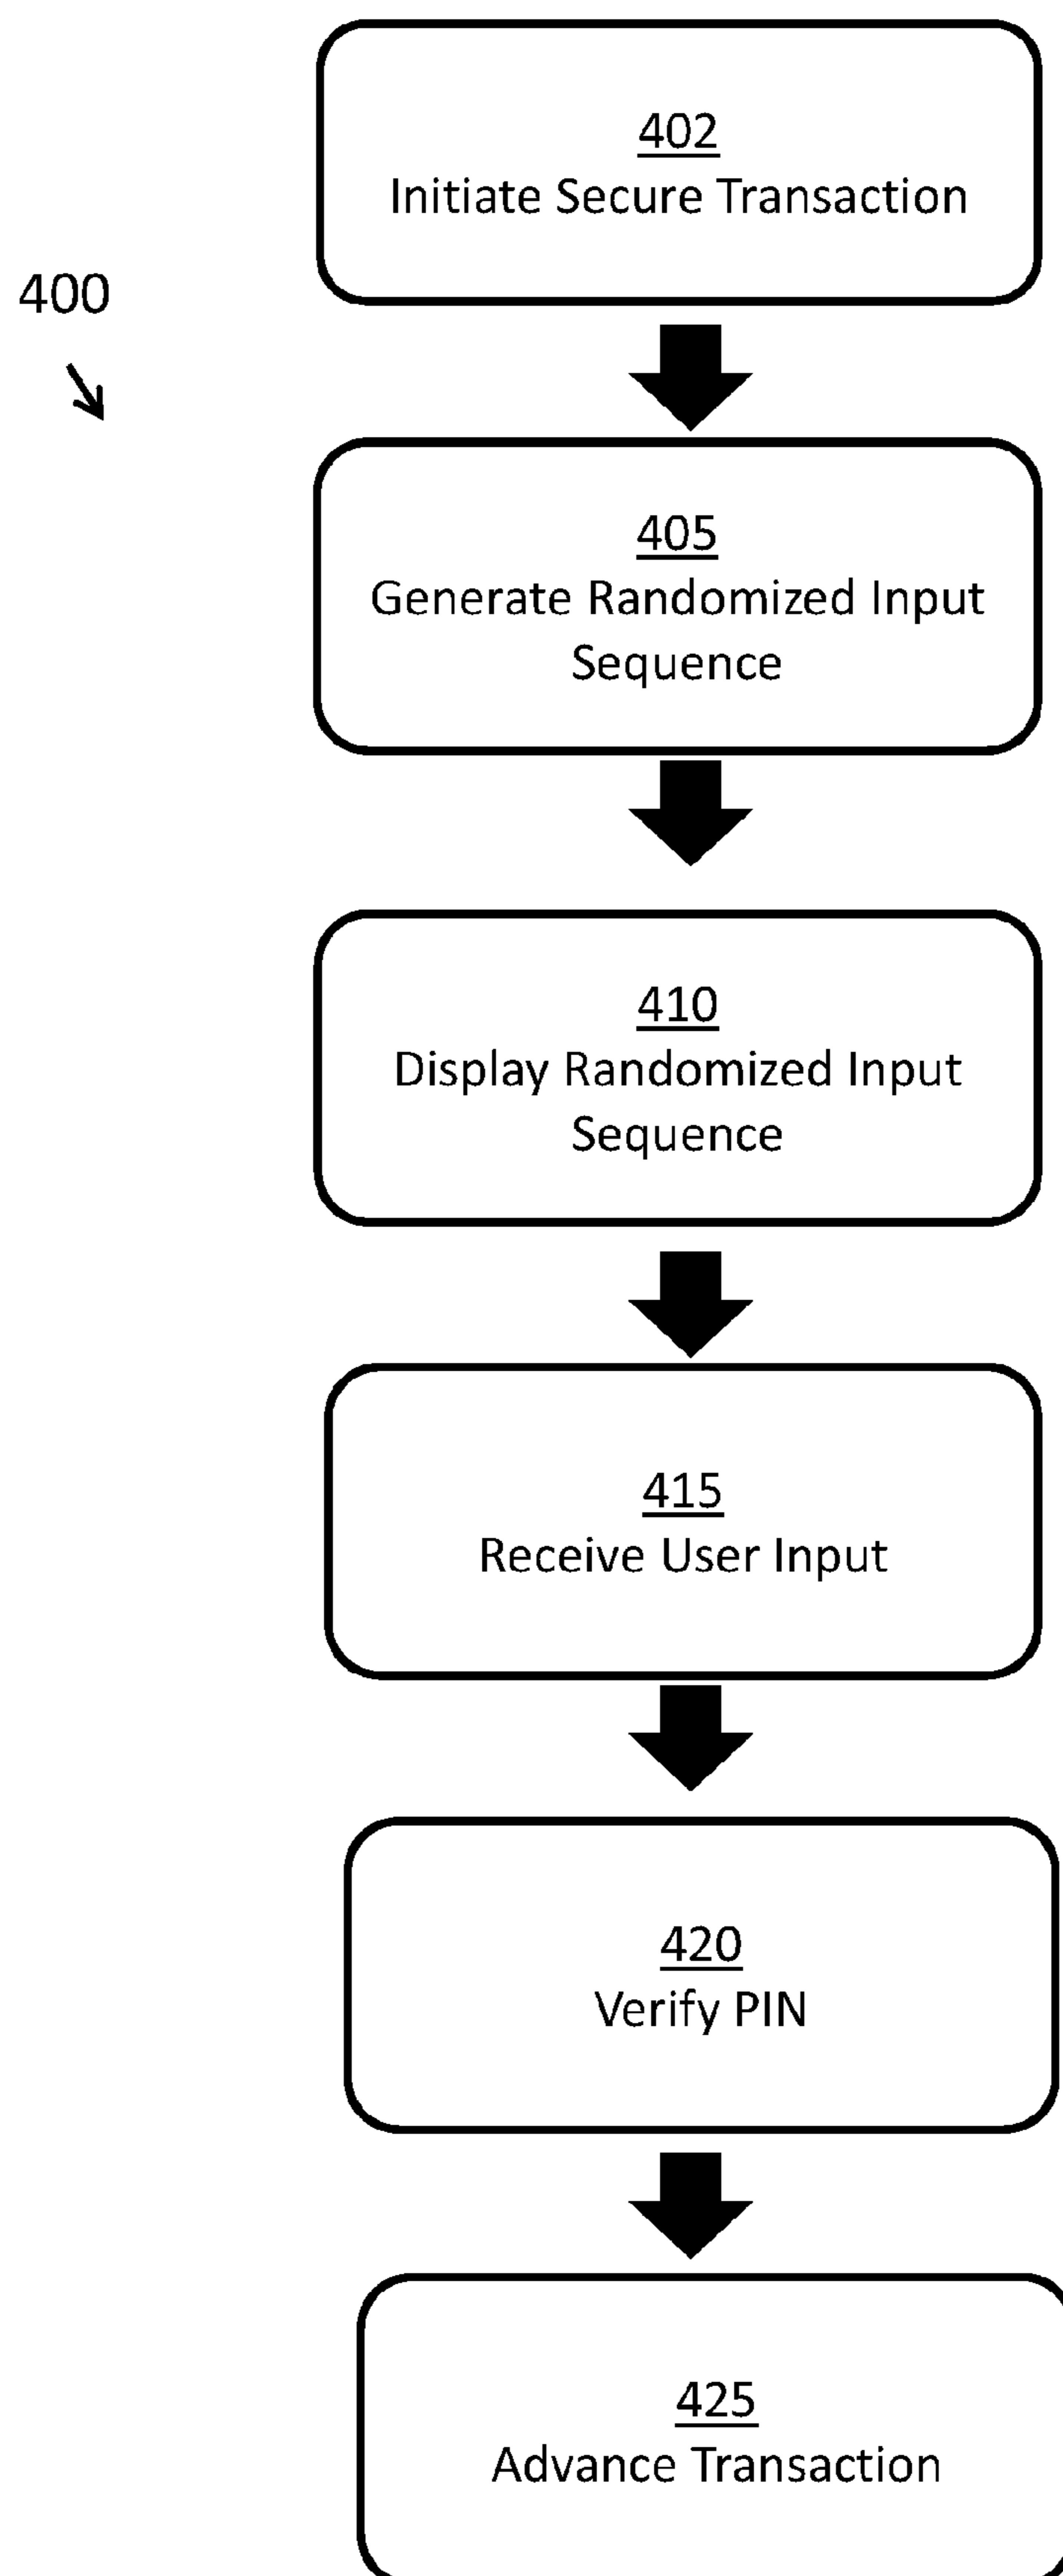 402
Initiate Secure Transaction
400
405
Generate Randomized Input
Sequence
410
Display Randomized Input
Sequence
415
Receive User Input
420
Verify PIN
425
Advance Transaction